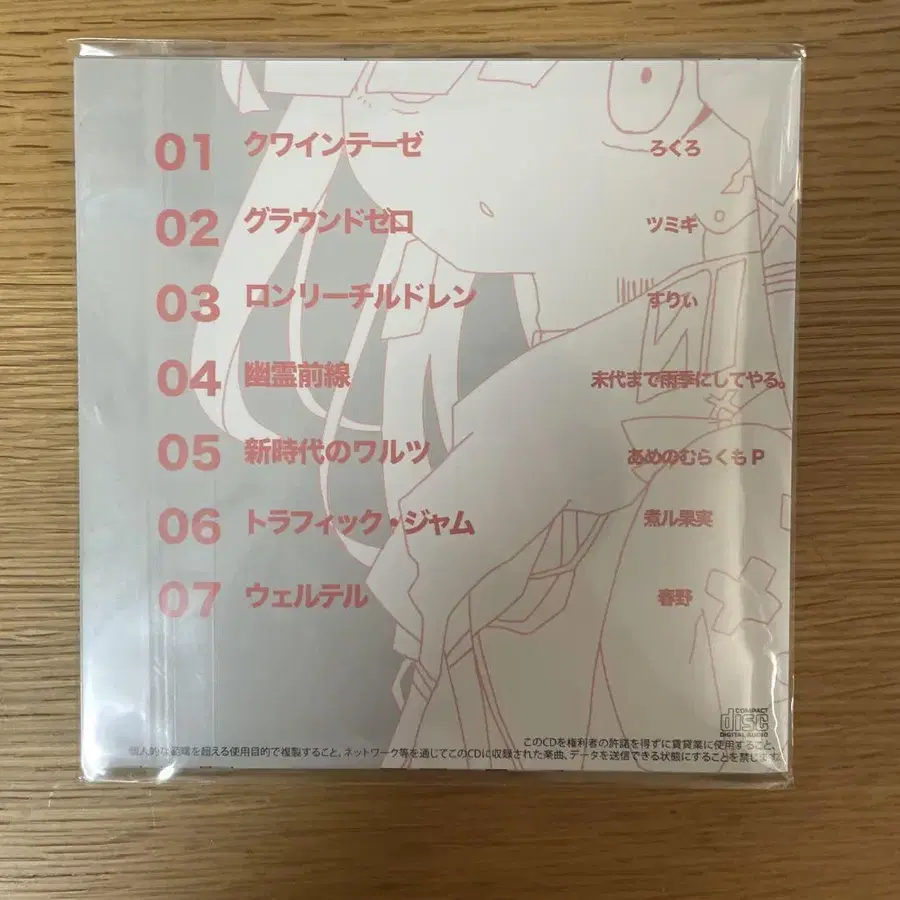 01 クワインテーゼ ろくろ
02 グラウンドゼロ ツミキ
03 ロンリーチルドレン すりぃ
04 幽霊前線 末代まで雨季にしてやる。
05 新時代のワルツ あめのむらくもP
06 トラフィック・ジャム 煮ル果実
07 ウェルテル 春野
COMPACT
disc
DIGITAL AUDIO
このCDを権利者の許諾を得ずに賃貸業に使用すること、
個人的な範囲を超える使用目的で複製すること、ネットワーク等を通じてこのCDに収録された楽曲、データを送信できる状態にすることを禁じます。